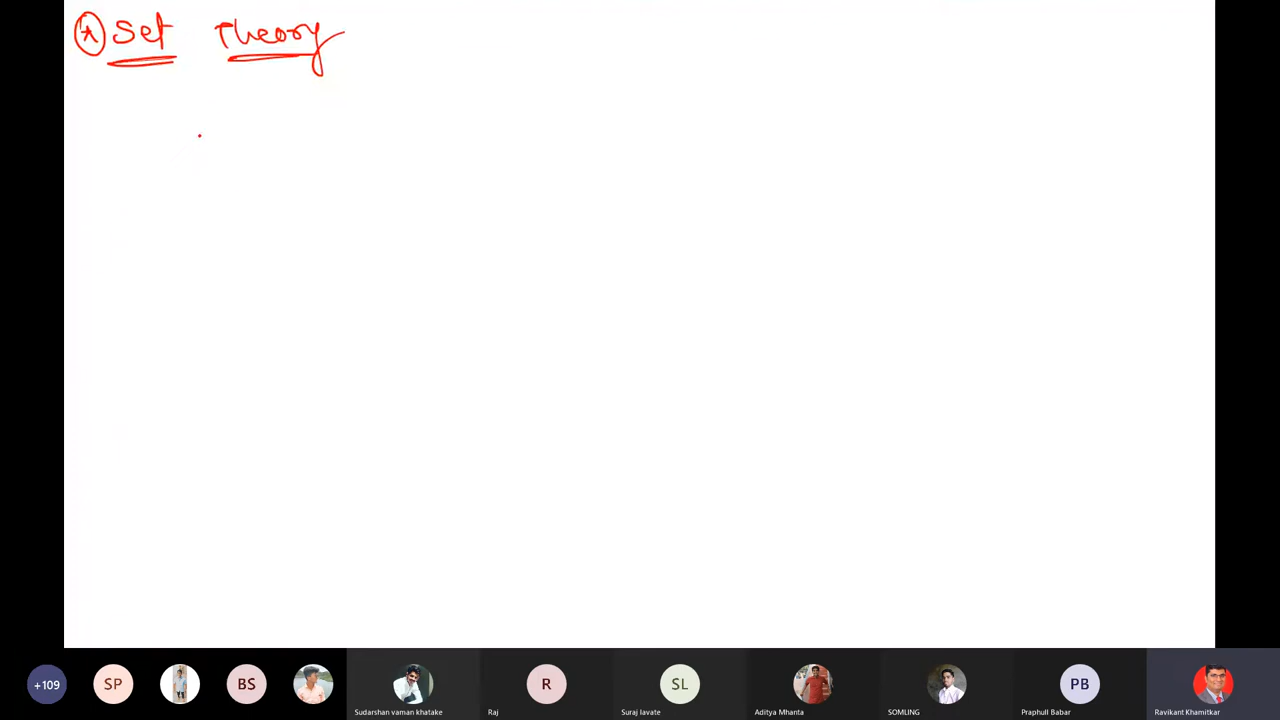 Set Theory
+109 SP BS
Sudarshan vaman khatake R Raj SL Suraj Javate Aditya Mhanta SOMLING PB Praphull Babar Ravikant Khamitkar